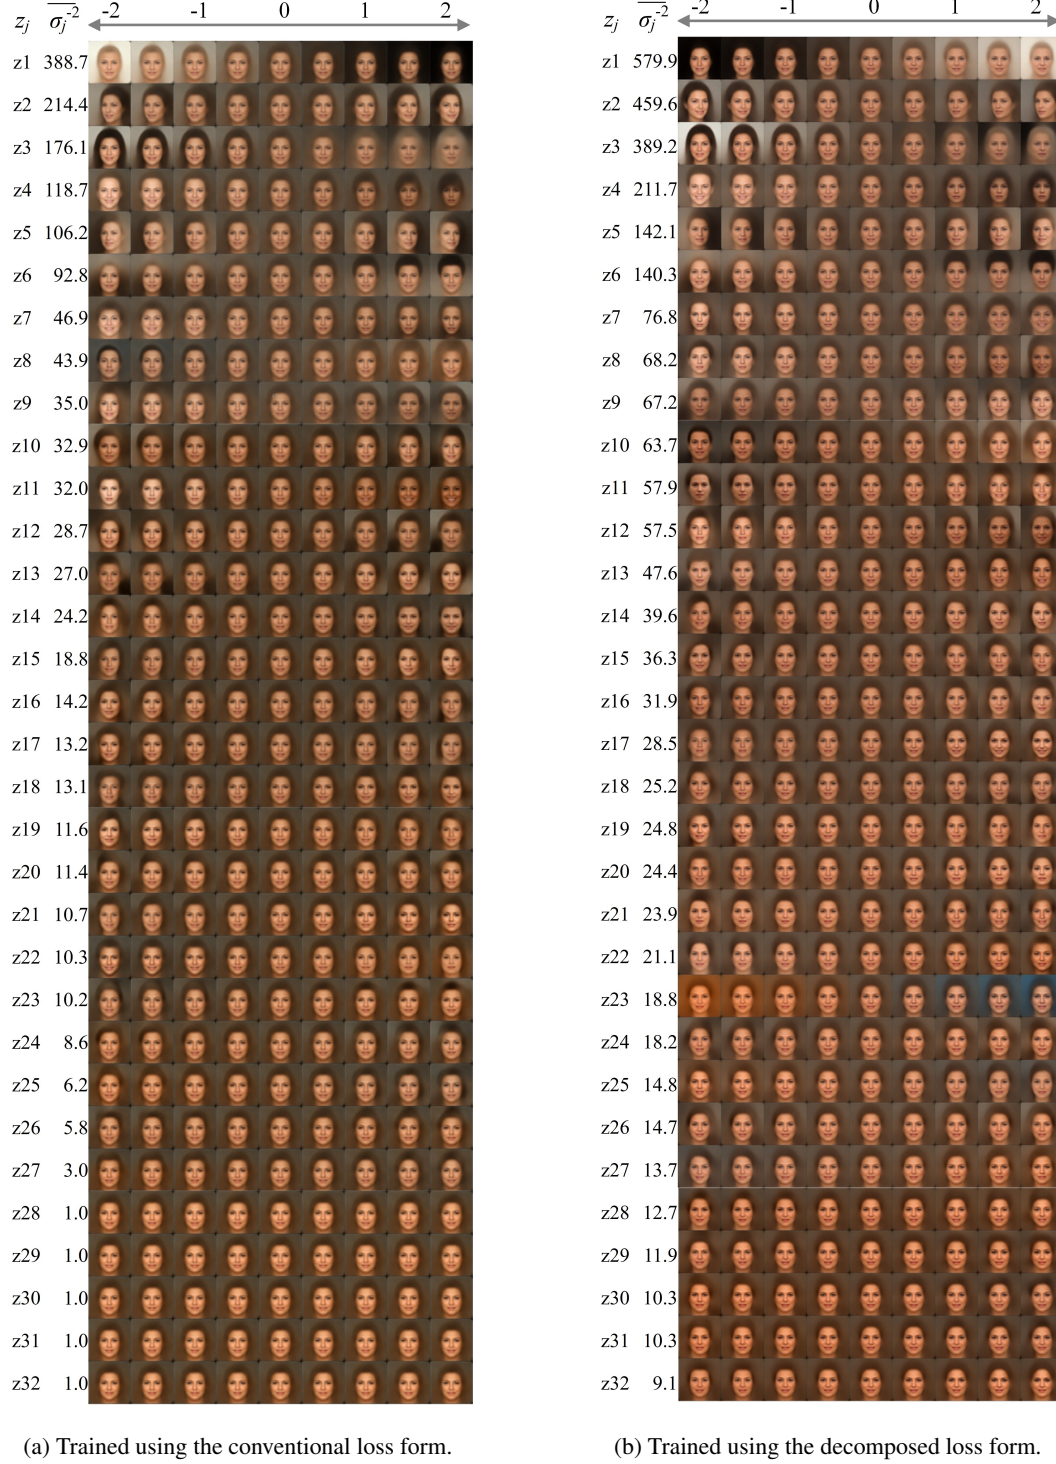 z_j \overline{σ_j^{-2}} -2 -1 0 1 2
z1 388.7
z2 214.4
z3 176.1
z4 118.7
z5 106.2
z6 92.8
z7 46.9
z8 43.9
z9 35.0
z10 32.9
z11 32.0
z12 28.7
z13 27.0
z14 24.2
z15 18.8
z16 14.2
z17 13.2
z18 13.1
z19 11.6
z20 11.4
z21 10.7
z22 10.3
z23 10.2
z24 8.6
z25 6.2
z26 5.8
z27 3.0
z28 1.0
z29 1.0
z30 1.0
z31 1.0
z32 1.0
(a) Trained using the conventional loss form.
z_j \overline{σ_j^{-2}} -2 -1 0 1 2
z1 579.9
z2 459.6
z3 389.2
z4 211.7
z5 142.1
z6 140.3
z7 76.8
z8 68.2
z9 67.2
z10 63.7
z11 57.9
z12 57.5
z13 47.6
z14 39.6
z15 36.3
z16 31.9
z17 28.5
z18 25.2
z19 24.8
z20 24.4
z21 23.9
z22 21.1
z23 18.8
z24 18.2
z25 14.8
z26 14.7
z27 13.7
z28 12.7
z29 11.9
z30 10.3
z31 10.3
z32 9.1
(b) Trained using the decomposed loss form.